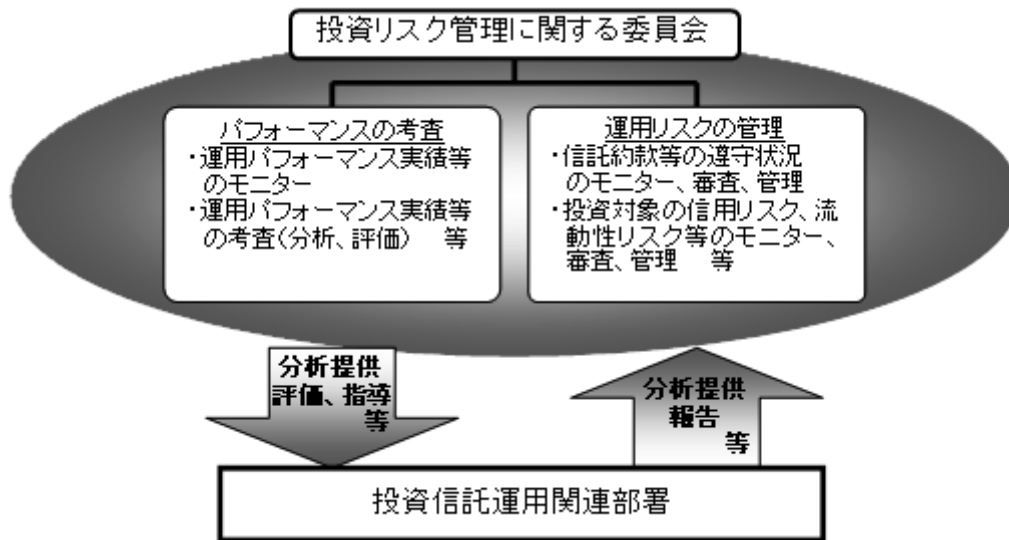 投資リスク管理に関する委員会
パフォーマンスの考査
・運用パフォーマンス実績等
のモニター
・運用パフォーマンス実績等
の考査(分析、評価) 等
運用リスクの管理
・信託約款等の遵守状況
のモニター、審査、管理
・投資対象の信用リスク、流
動性リスク等のモニター、
審査、管理 等
分析提供
評価、指導
等
分析提供
報告
等
投資信託運用関連部署